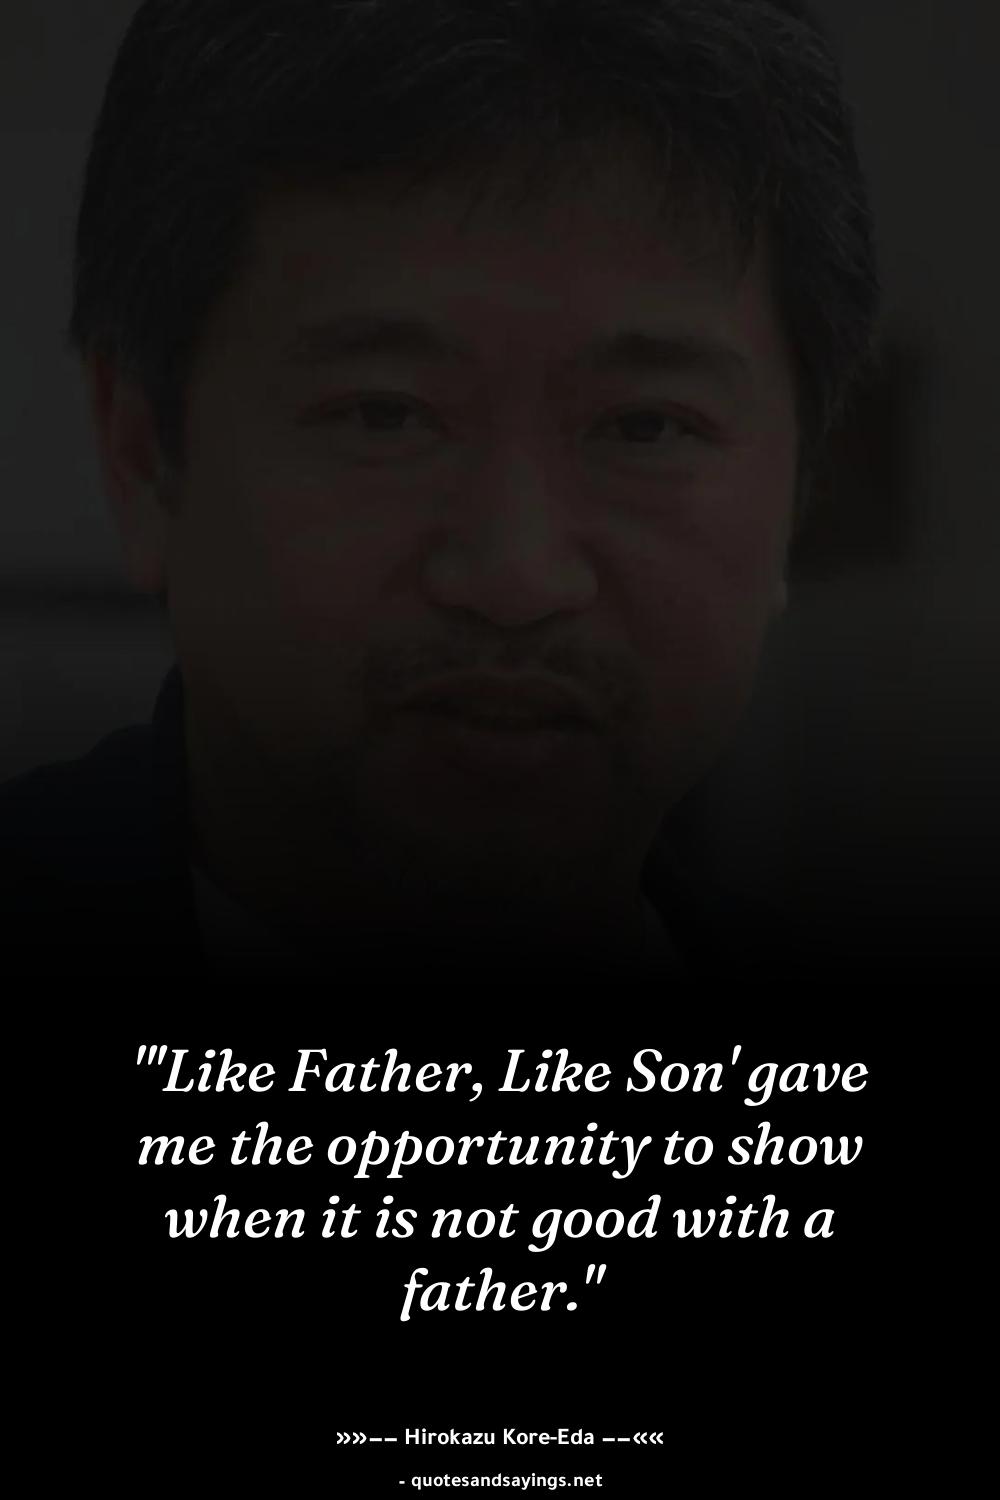 "'Like Father, Like Son' gave
me the opportunity to show
when it is not good with a
father."
»»−− Hirokazu Kore-Eda −−««
- quotesandsayings.net